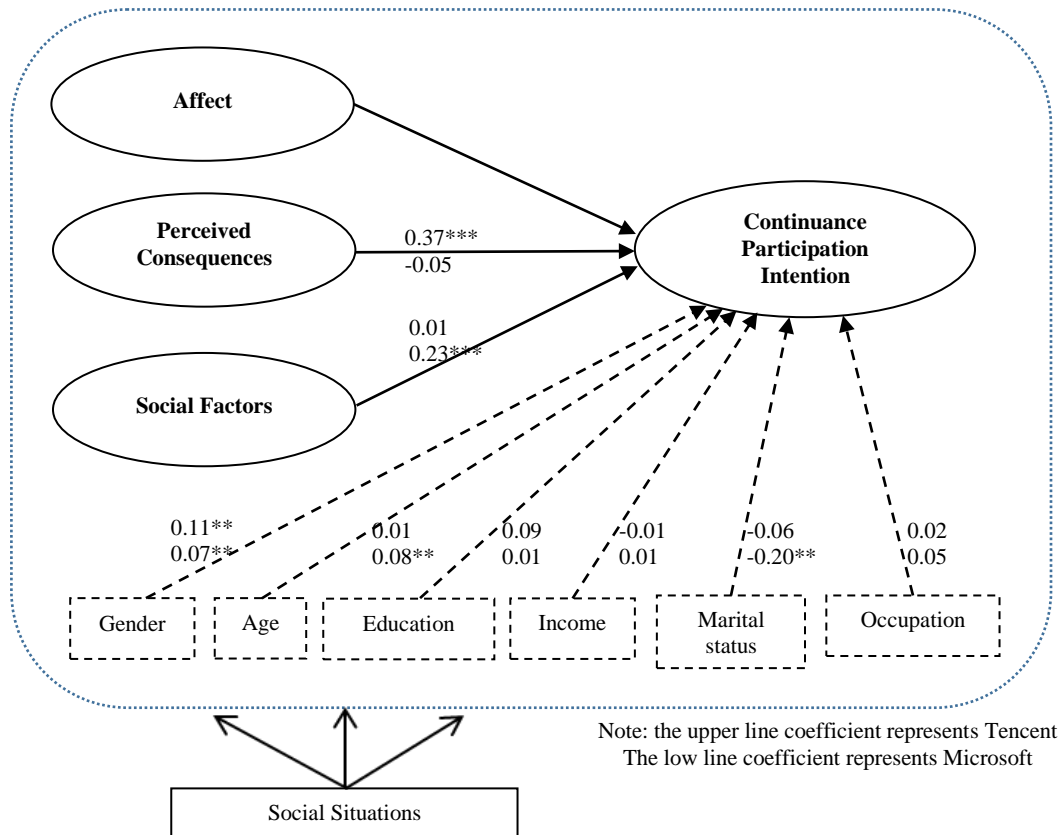 Affect
Perceived
Consequences
0.37***
-0.05
Continuance
Participation
Intention
0.01
0.23***
Social Factors
0.11**
0.07**
0.01
0.08**
0.09
0.01
-0.01
0.01
-0.06
-0.20**
0.02
0.05
Gender
Age
Education
Income
Marital
status
Occupation
Note: the upper line coefficient represents Tencent
The low line coefficient represents Microsoft
Social Situations